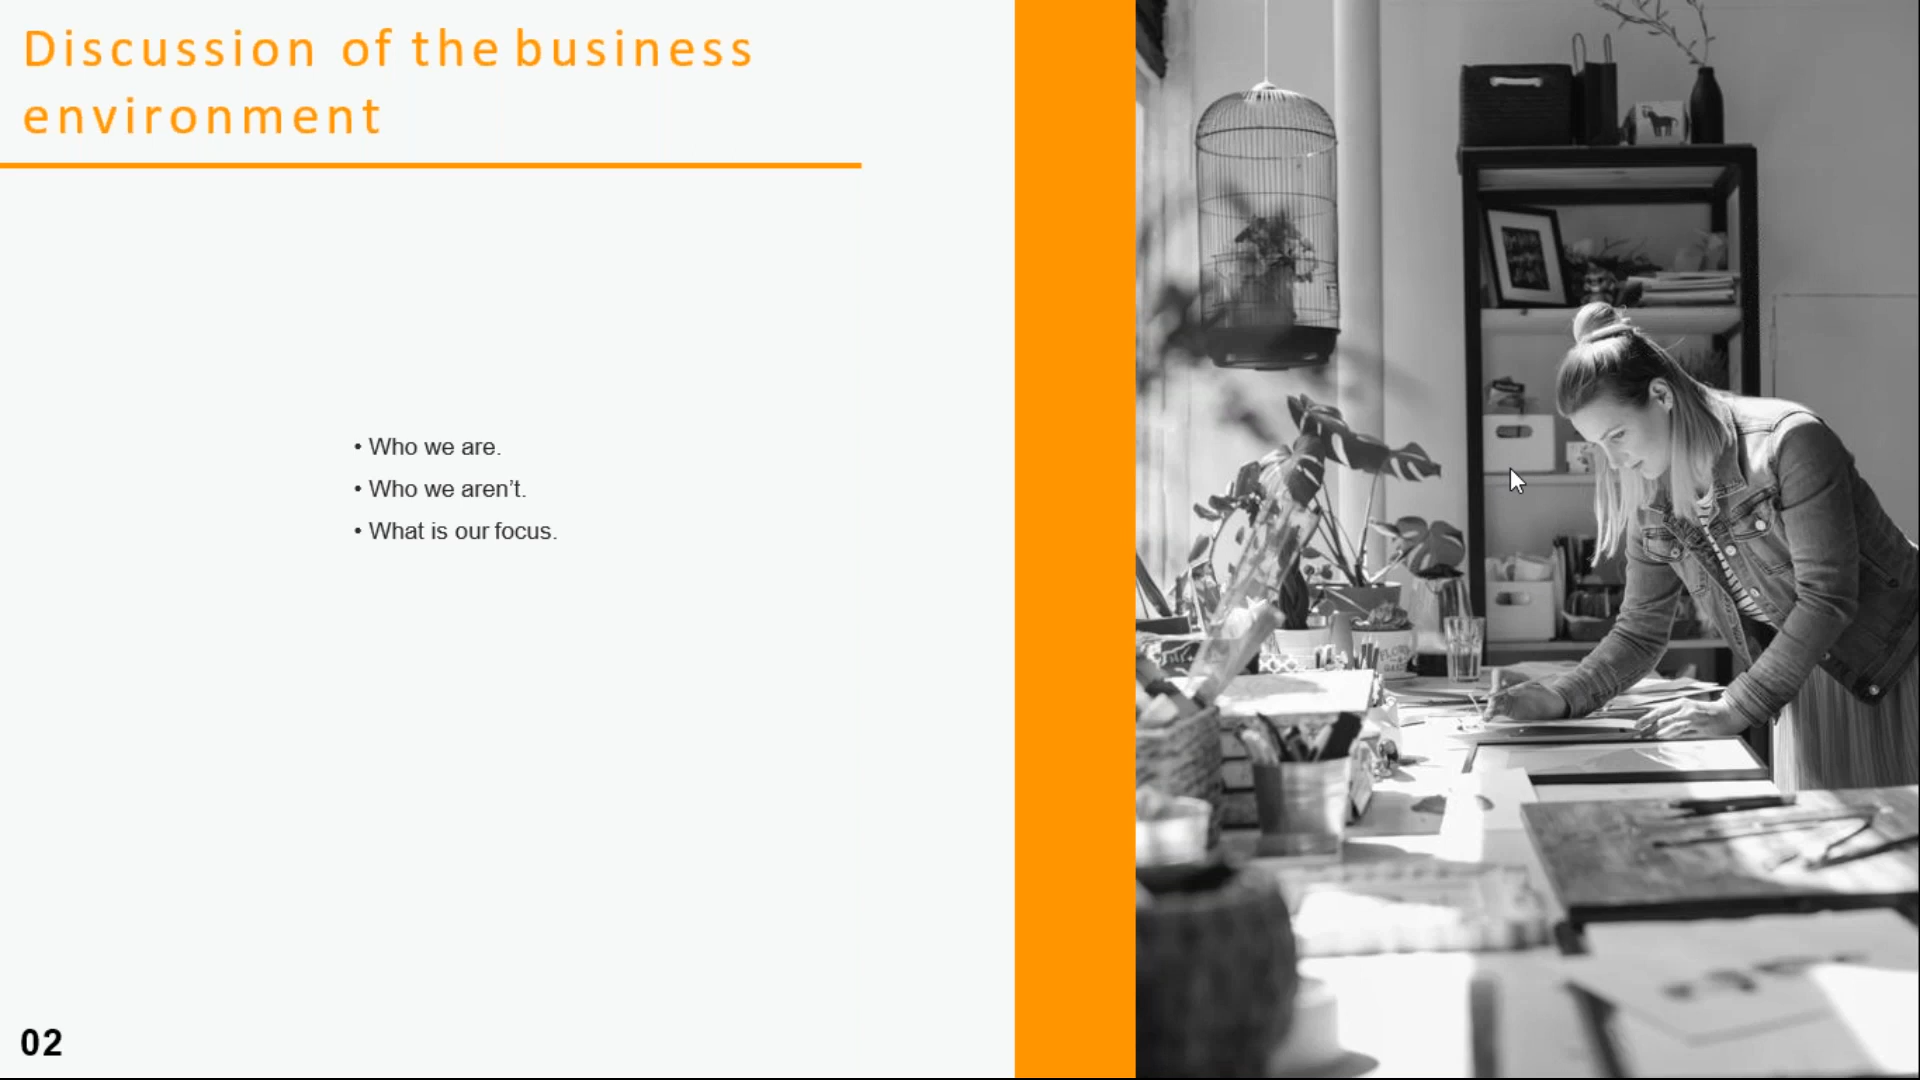 Discussion of the business
environment
• Who we are.
• Who we aren’t.
• What is our focus.
02